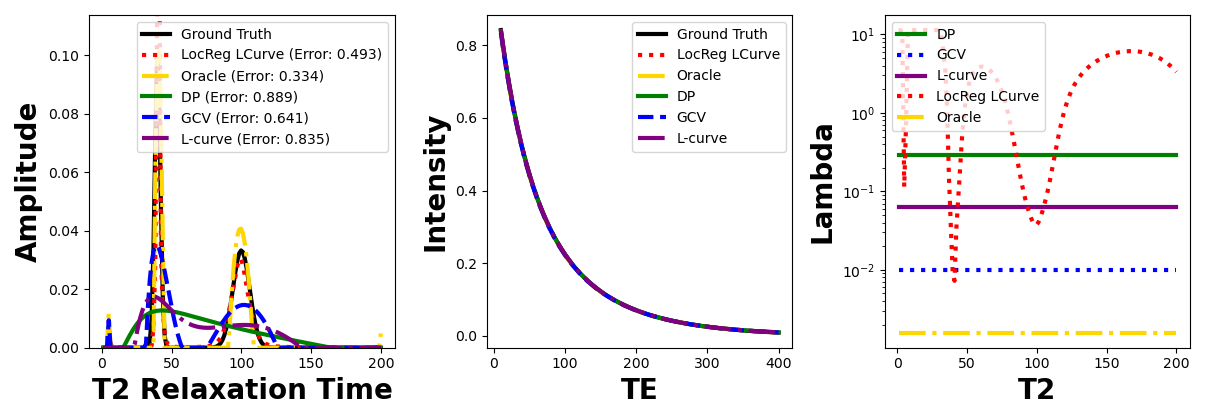 Amplitude
0.10
0.08
0.06
0.04
0.02
0.00
0
50
100
150
200
T2 Relaxation Time
Ground Truth
LocReg LCurve (Error: 0.493)
Oracle (Error: 0.334)
DP (Error: 0.889)
GCV (Error: 0.641)
L-curve (Error: 0.835)
Intensity
0.8
0.6
0.4
0.2
0.0
0
100
200
300
400
TE
Ground Truth
LocReg LCurve
Oracle
DP
GCV
L-curve
Lambda
10¹
10⁰
10⁻¹
10⁻²
0
50
100
150
200
T2
DP
GCV
L-curve
LocReg LCurve
Oracle